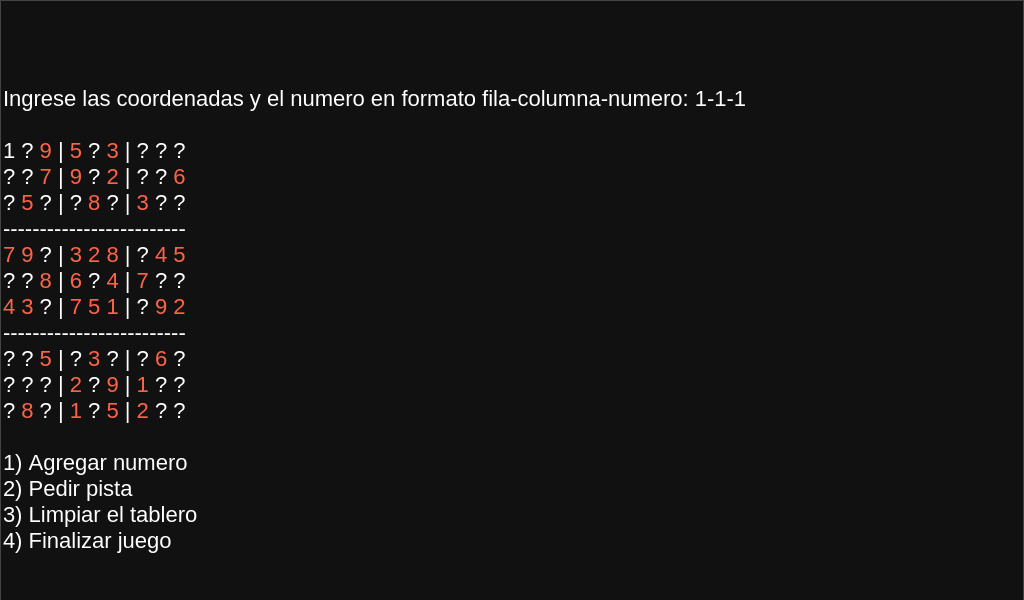 Ingrese las coordenadas y el numero en formato fila-columna-numero: 1-1-1
1 ? 9 | 5 ? 3 | ? ? ?
? ? 7 | 9 ? 2 | ? ? 6
? 5 ? | ? 8 ? | 3 ? ?
-------------------------
7 9 ? | 3 2 8 | ? 4 5
? ? 8 | 6 ? 4 | 7 ? ?
4 3 ? | 7 5 1 | ? 9 2
-------------------------
? ? 5 | ? 3 ? | ? 6 ?
? ? ? | 2 ? 9 | 1 ? ?
? 8 ? | 1 ? 5 | 2 ? ?
1) Agregar numero
2) Pedir pista
3) Limpiar el tablero
4) Finalizar juego